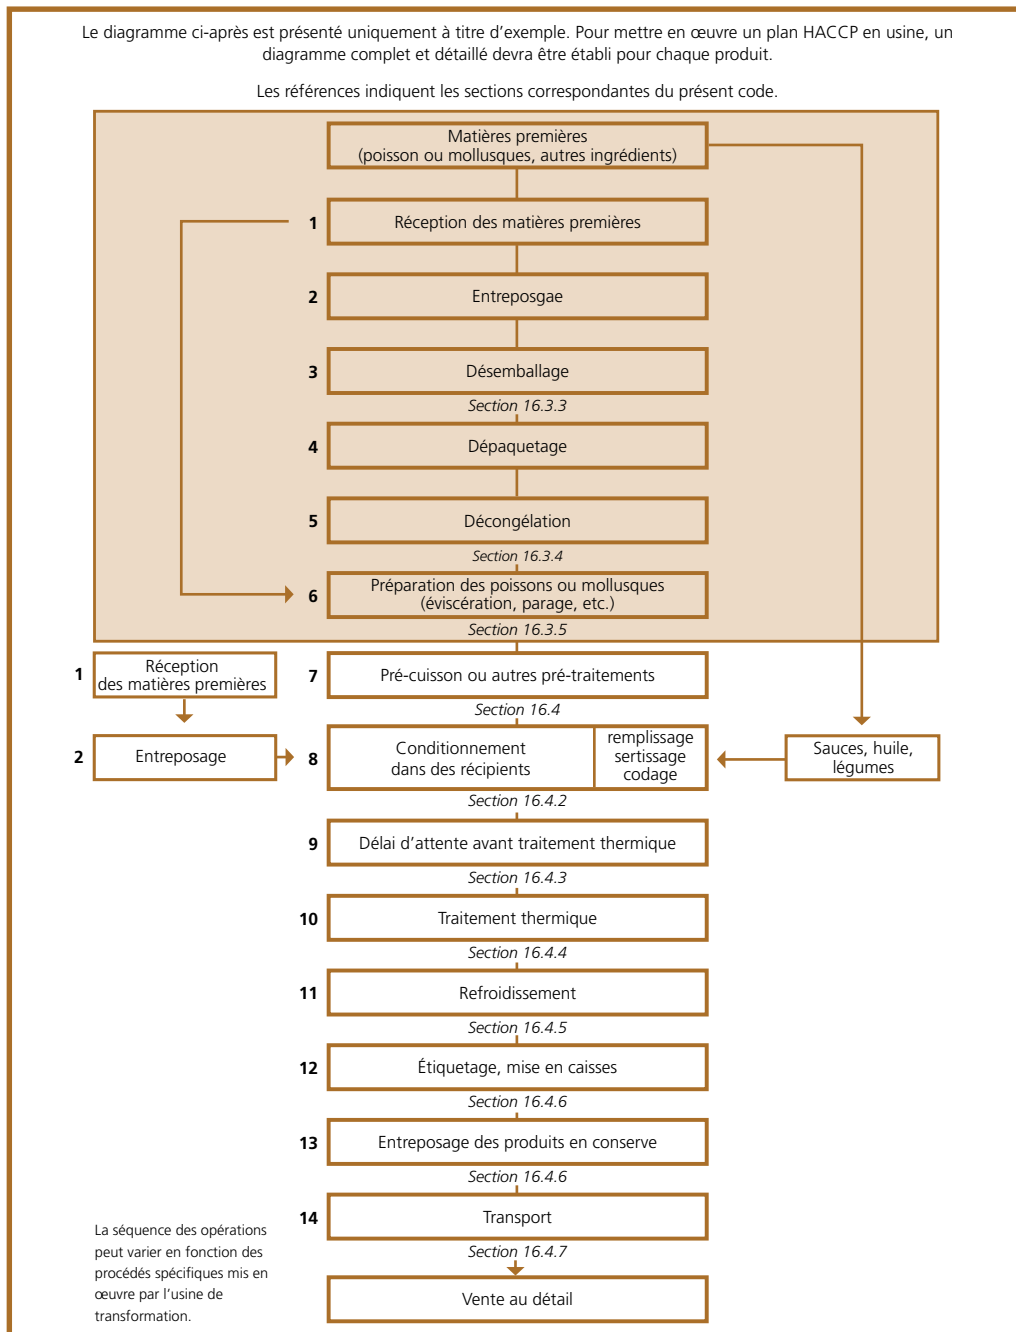 Le diagramme ci-après est présenté uniquement à titre d’exemple. Pour mettre en œuvre un plan HACCP en usine, un
diagramme complet et détaillé devra être établi pour chaque produit.
Les références indiquent les sections correspondantes du présent code.
Matières premières
(poisson ou mollusques, autres ingrédients)
1 Réception des matières premières
2 Entreposgae
3 Désemballage
Section 16.3.3
4 Dépaquetage
5 Décongélation
Section 16.3.4
6 Préparation des poissons ou mollusques
(éviscération, parage, etc.)
Section 16.3.5
1 Réception
des matières premières
7 Pré-cuisson ou autres pré-traitements
Section 16.4
2 Entreposage
8 Conditionnement
dans des récipients
remplissage
sertissage
codage
Sauces, huile,
légumes
Section 16.4.2
9 Délai d’attente avant traitement thermique
Section 16.4.3
10 Traitement thermique
Section 16.4.4
11 Refroidissement
Section 16.4.5
12 Étiquetage, mise en caisses
Section 16.4.6
13 Entreposage des produits en conserve
Section 16.4.6
14 Transport
Section 16.4.7
Vente au détail
La séquence des opérations
peut varier en fonction des
procédés spécifiques mis en
œuvre par l’usine de
transformation.